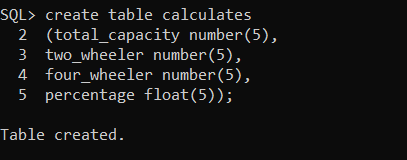 SQL> create table calculates
  2  (total_capacity number(5),
  3  two_wheeler number(5),
  4  four_wheeler number(5),
  5  percentage float(5));
Table created.